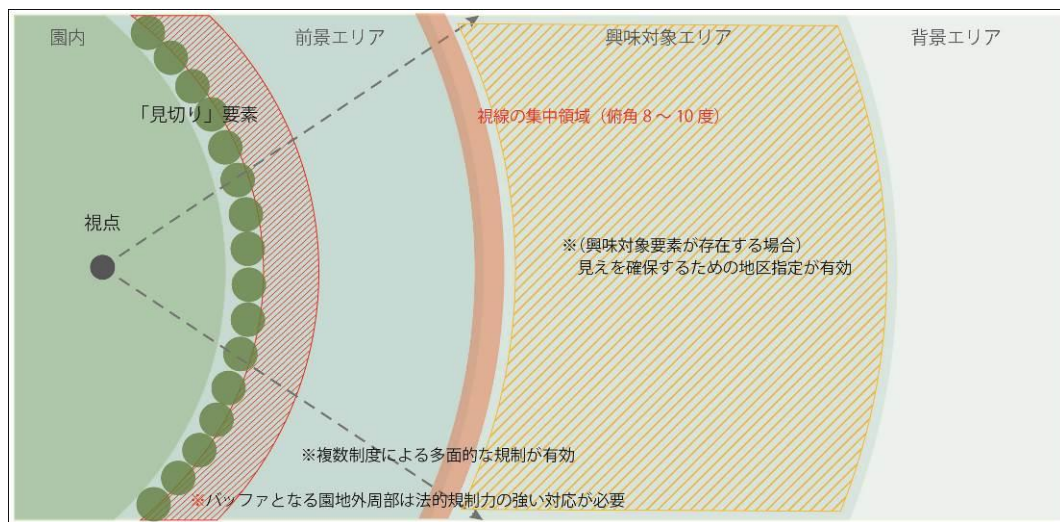 園内
前景エリア
興味対象エリア
背景エリア
「見切り」要素
視線の集中領域（俯角 8 〜 10 度）
視点
※（興味対象要素が存在する場合）
見えを確保するための地区指定が有効
※複数制度による多面的な規制が有効
※バッファとなる園地外周部は法的規制力の強い対応が必要